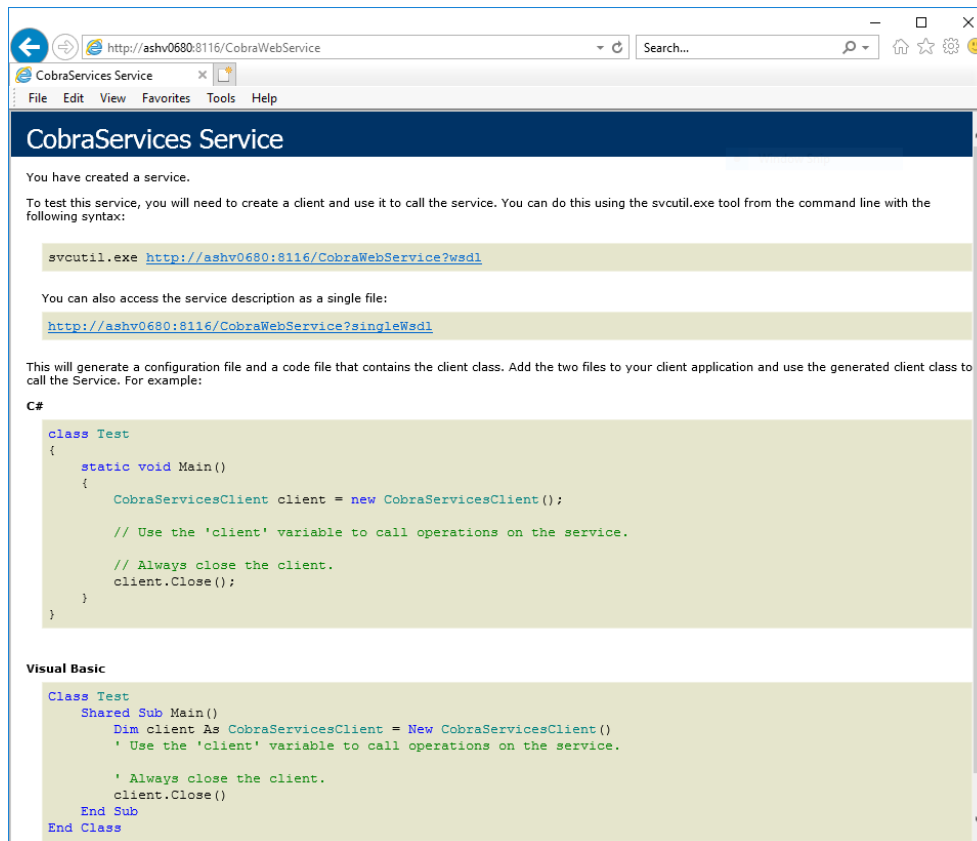 http://ashv0680:8116/CobraWebService
Search...
CobraServices Service
File Edit View Favorites Tools Help
CobraServices Service
You have created a service.
To test this service, you will need to create a client and use it to call the service. You can do this using the svcutil.exe tool from the command line with the
following syntax:
svcutil.exe http://ashv0680:8116/CobraWebService?wsdl
You can also access the service description as a single file:
http://ashv0680:8116/CobraWebService?singleWsdl
This will generate a configuration file and a code file that contains the client class. Add the two files to your client application and use the generated client class to
call the Service. For example:
C#
class Test
{
    static void Main()
    {
        CobraServicesClient client = new CobraServicesClient();
        // Use the 'client' variable to call operations on the service.
        // Always close the client.
        client.Close();
    }
}
Visual Basic
Class Test
    Shared Sub Main()
        Dim client As CobraServicesClient = New CobraServicesClient()
        ' Use the 'client' variable to call operations on the service.
        ' Always close the client.
        client.Close()
    End Sub
End Class